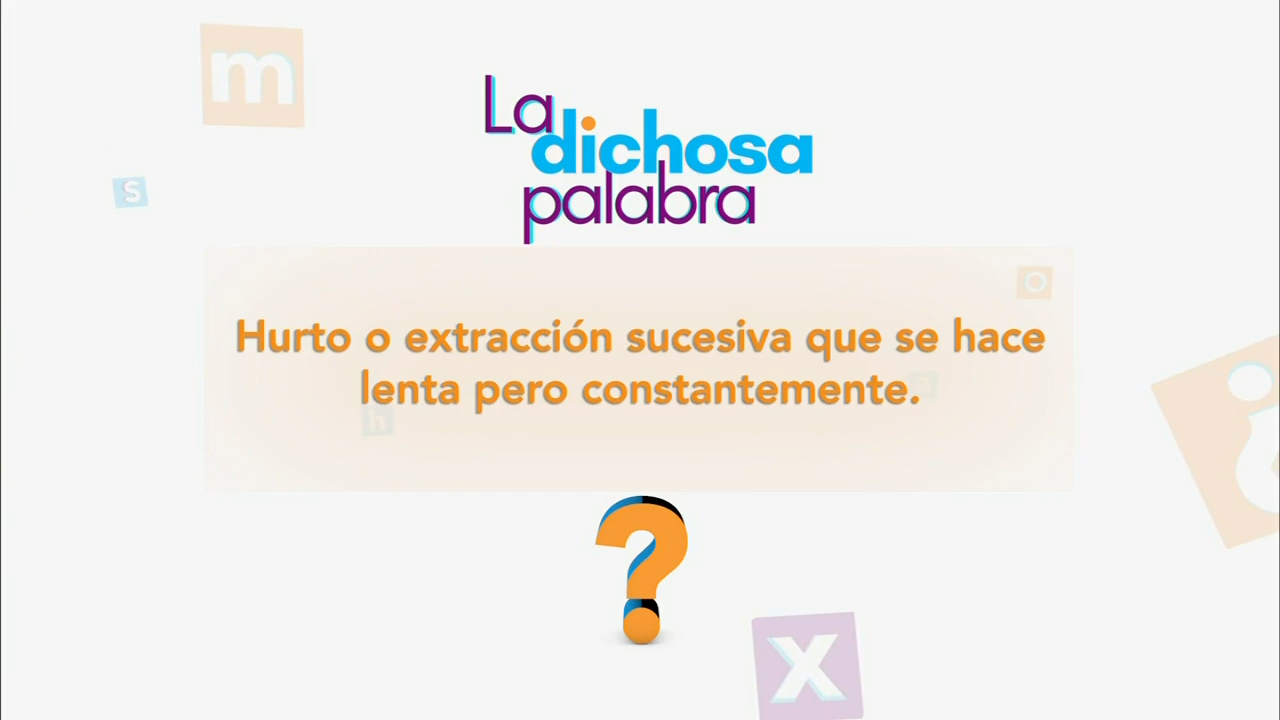 m
La
dichosa
s
palabra
o
Hurto o extracción sucesiva que se hace
lenta pero constantemente.
a
h
¿
?
x